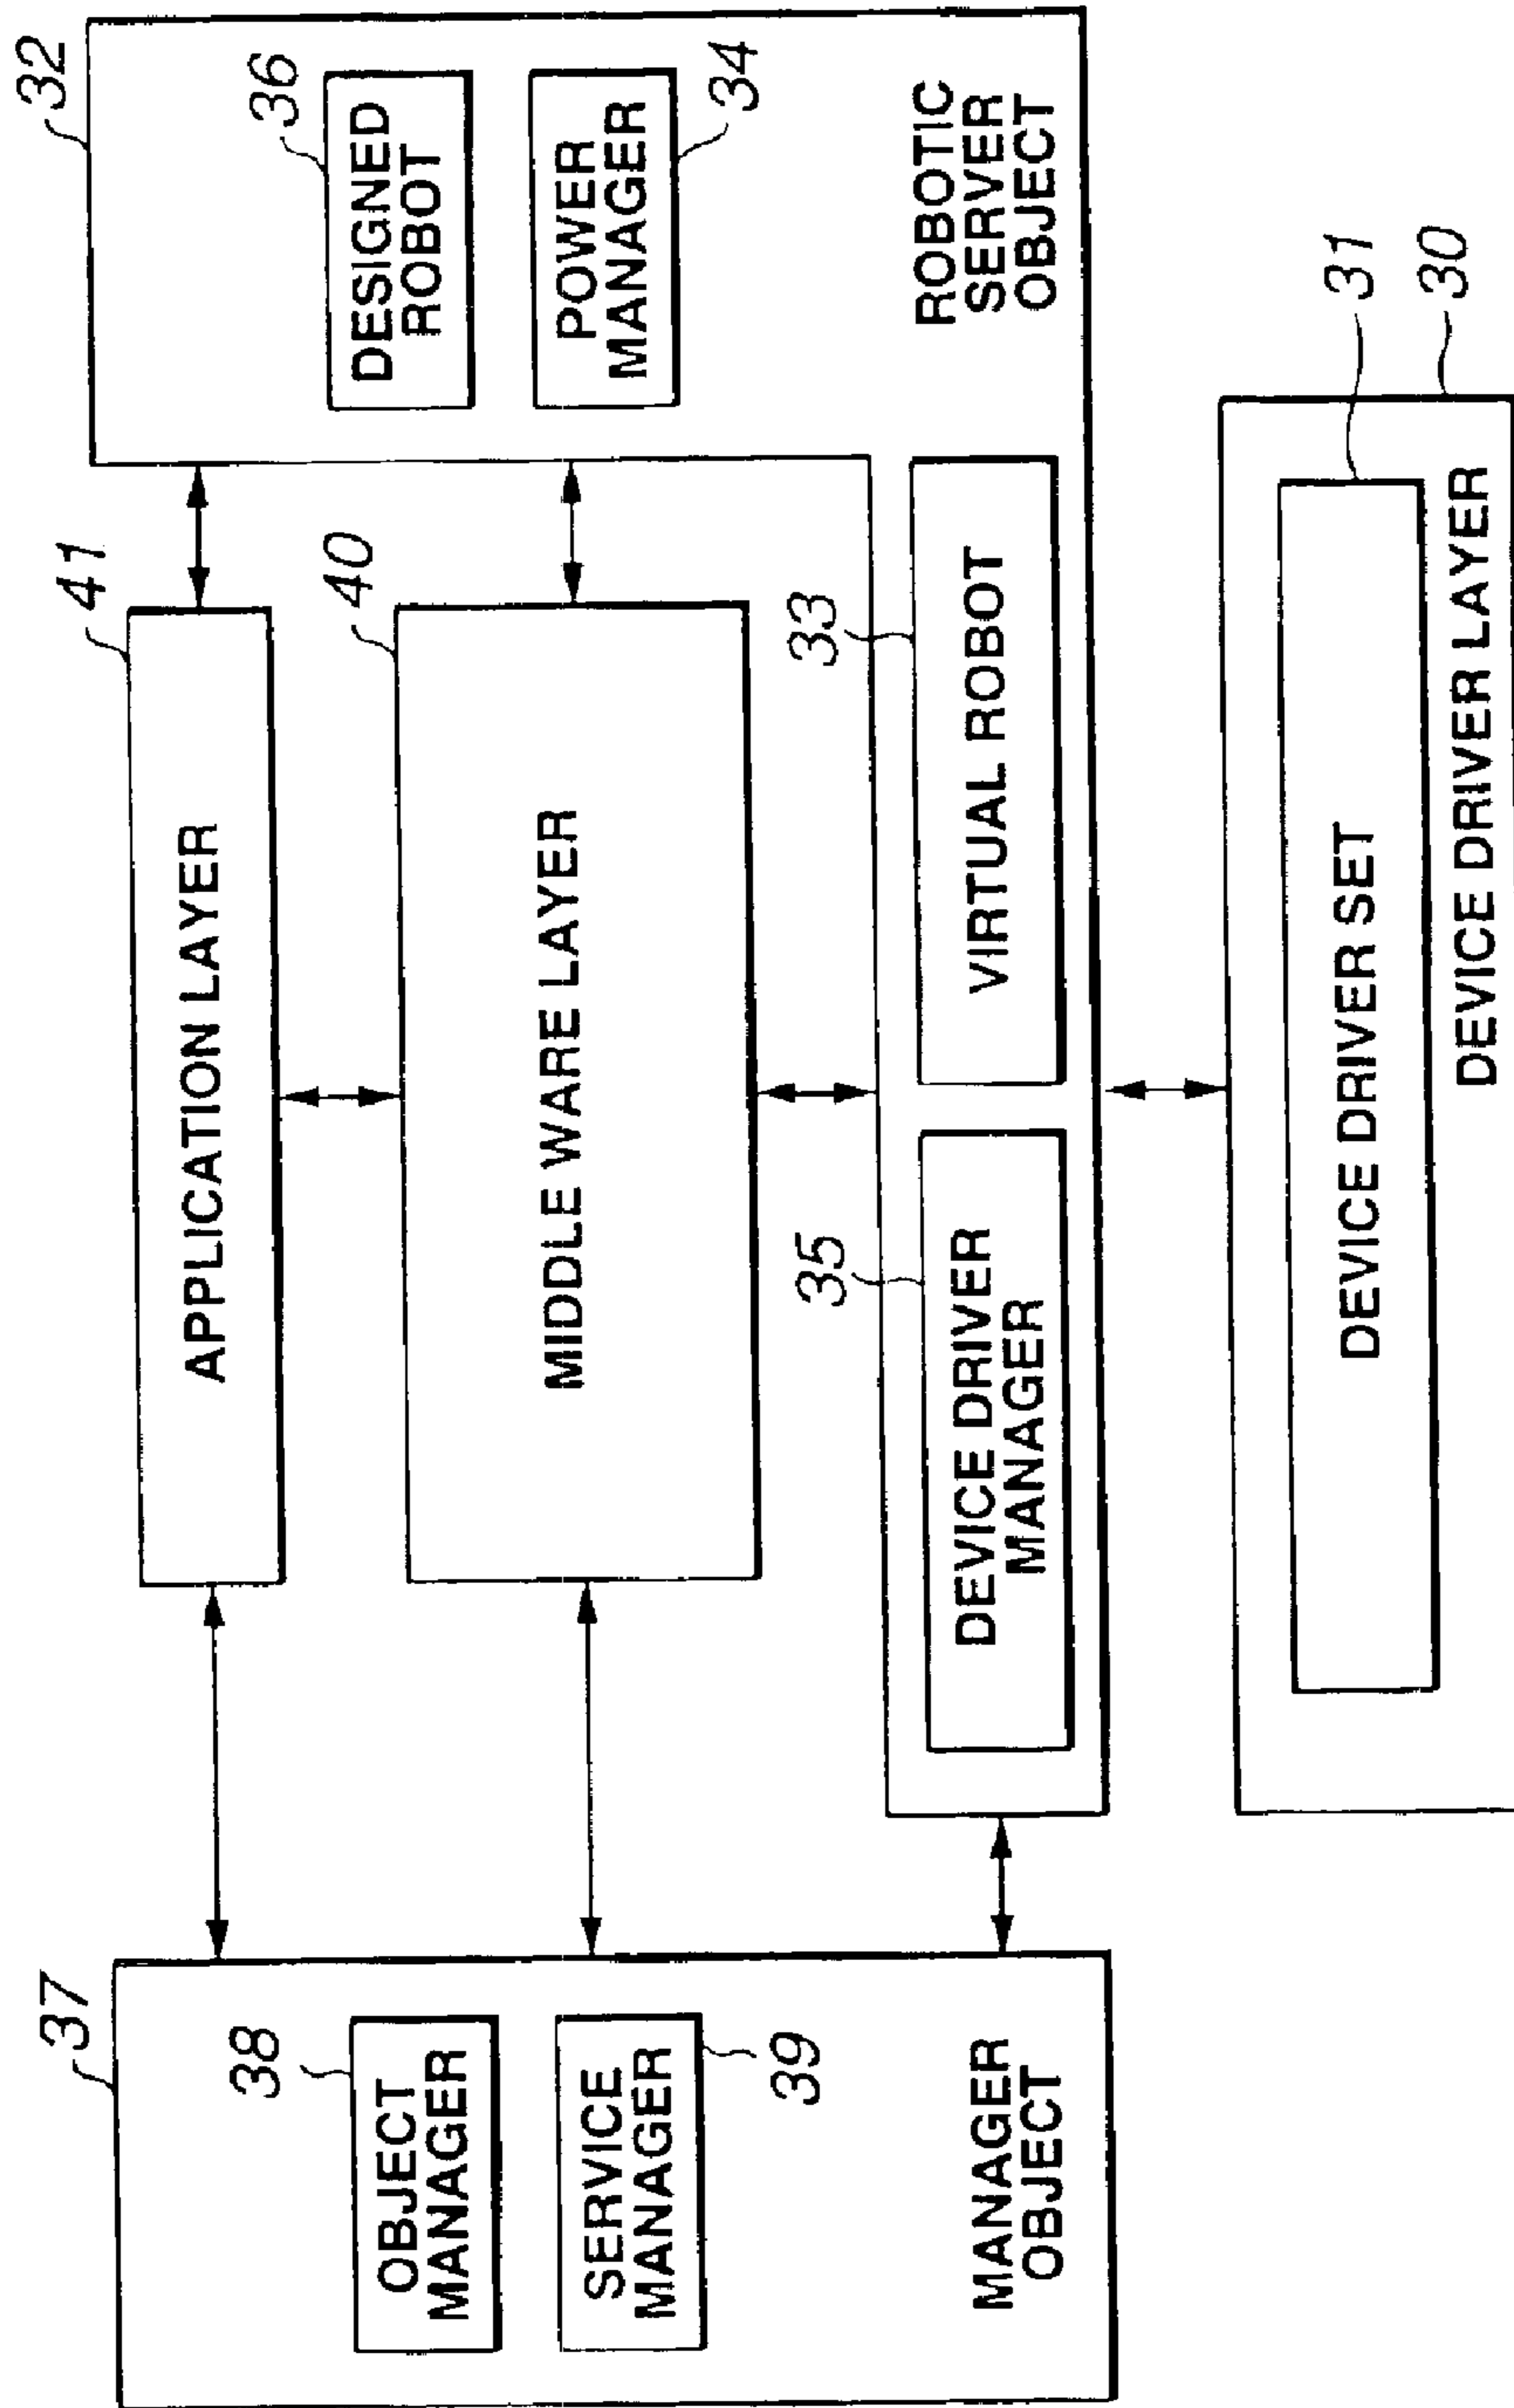 37
38
OBJECT
MANAGER
SERVICE
MANAGER
39
MANAGER
OBJECT
41
APPLICATION LAYER
40
MIDDLE WARE LAYER
35
DEVICE DRIVER
MANAGER
33
VIRTUAL ROBOT
32
36
DESIGNED
ROBOT
POWER
MANAGER
34
ROBOTIC
SERVER
OBJECT
31
30
DEVICE DRIVER SET
DEVICE DRIVER LAYER